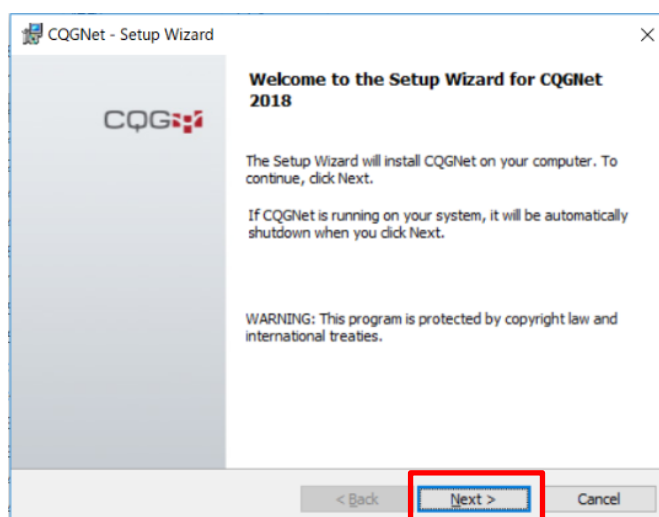 CQGNet - Setup Wizard
Welcome to the Setup Wizard for CQGNet
2018
CQG
The Setup Wizard will install CQGNet on your computer. To
continue, click Next.
If CQGNet is running on your system, it will be automatically
shutdown when you click Next.
WARNING: This program is protected by copyright law and
international treaties.
< Back
Next >
Cancel